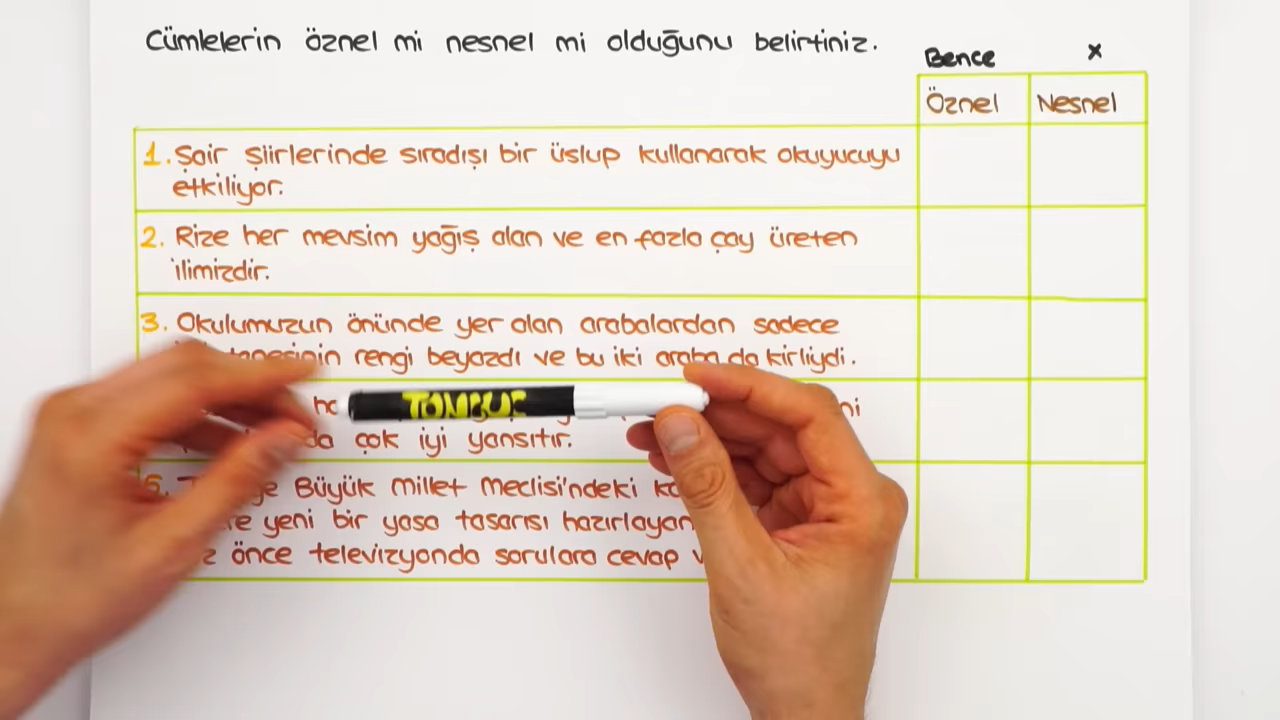 Cümlelerin öznel mi nesnel mi olduğunu belirtiniz.
Bence x
Öznel Nesnel
1. Şair şiirlerinde sıradışı bir üslup kullanarak okuyucuyu
etkiliyor.
2. Rize her mevsim yağış alan ve en fazla çay üreten
ilimizdir.
3. Okulumuzun önünde yer alan arabalardan sadece
rengi beyazdı ve bu iki araba da kirliydi.
TONGUÇ
çok iyi yansıtır.
5. Büyük Millet Meclisi'ndeki
yeni bir yasa tasarısı hazırlayan
önce televizyonda sorulara cevap